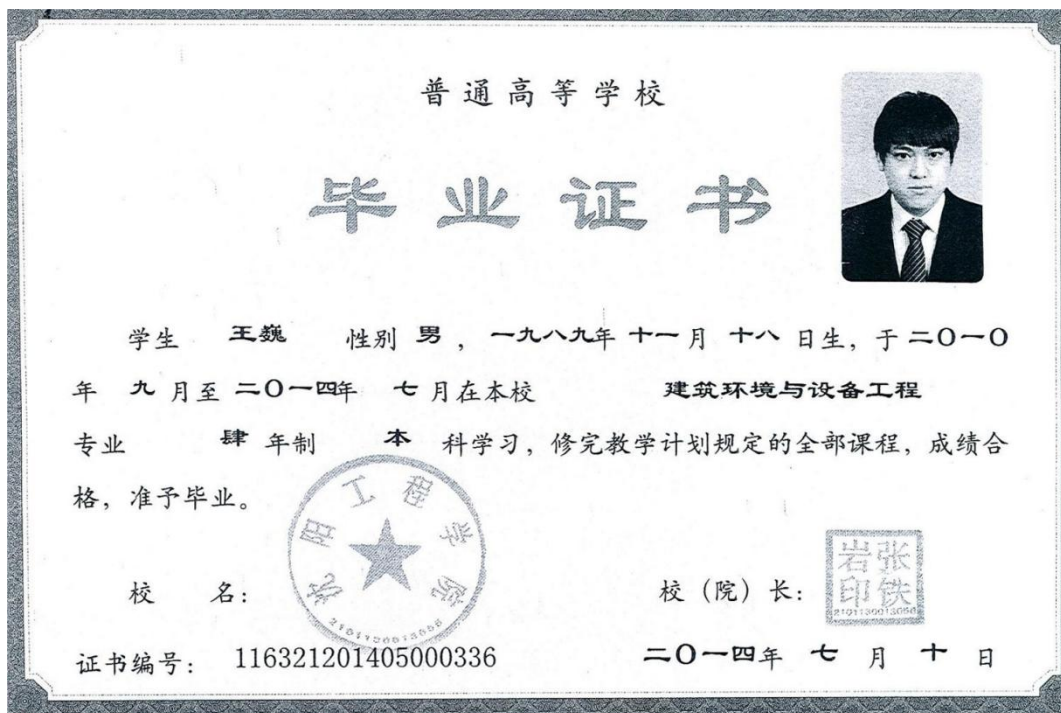 普通高等学校
毕业证书
学生 王巍 性别 男，一九八九年 十一月 十八 日生，于 二〇一〇
年 九 月至 二〇一四年 七 月在本校 建筑环境与设备工程
专业 肆 年制 本 科学习，修完教学计划规定的全部课程，成绩合
格，准予毕业。
沈阳工程学院
2101130013656
校 名：
校（院）长：
张铁岩印
证书编号：116321201405000336
二〇一四年 七 月 十 日